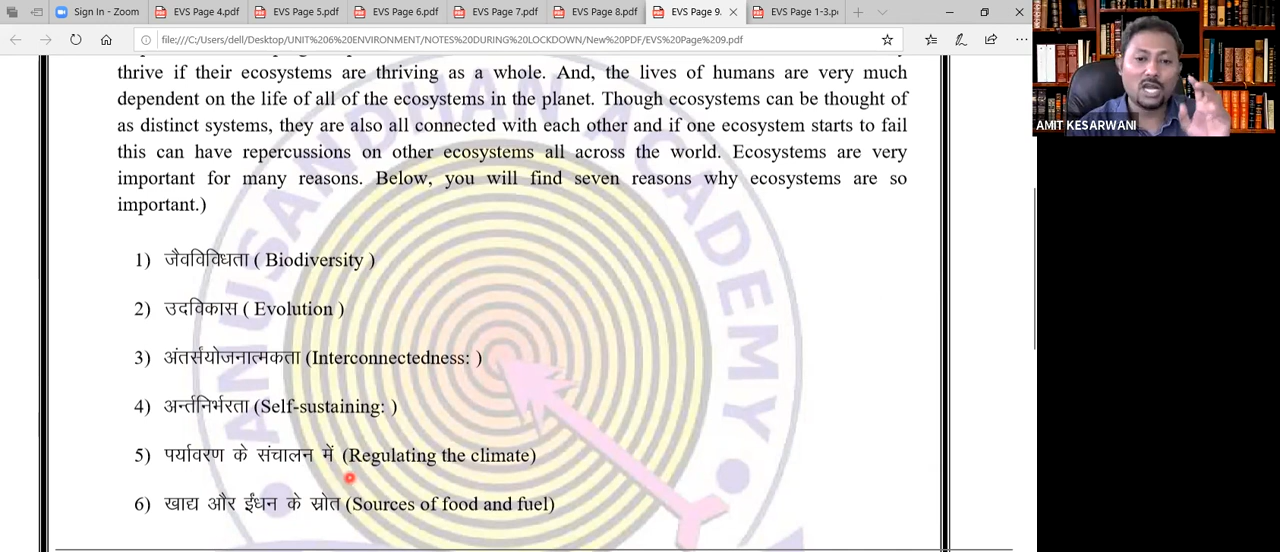 Sign In - Zoom
EVS Page 4.pdf
EVS Page 5.pdf
EVS Page 6.pdf
EVS Page 7.pdf
EVS Page 8.pdf
EVS Page 9.
EVS Page 1-3.p
file:///C:/Users/dell/Desktop/UNIT%209%20ENVIRONMENT/NOTES%20DURING%20LOCKDOWN/New%20PDF/EVS%20Page%209.pdf
AMIT KESARWANI
thrive if their ecosystems are thriving as a whole. And, the lives of humans are very much
dependent on the life of all of the ecosystems in the planet. Though ecosystems can be thought of
as distinct systems, they are also all connected with each other and if one ecosystem starts to fail
this can have repercussions on other ecosystems all across the world. Ecosystems are very
important for many reasons. Below, you will find seven reasons why ecosystems are so
important.)
1) जैवविविधता ( Biodiversity )
2) उदविकास ( Evolution )
3) अंतर्संयोजनात्मकता (Interconnectedness: )
4) अर्न्तनिर्भरता (Self-sustaining: )
5) पर्यावरण के संचालन में (Regulating the climate)
6) खाद्य और ईंधन के स्रोत (Sources of food and fuel)
ANUSANDHAN ACADEMY